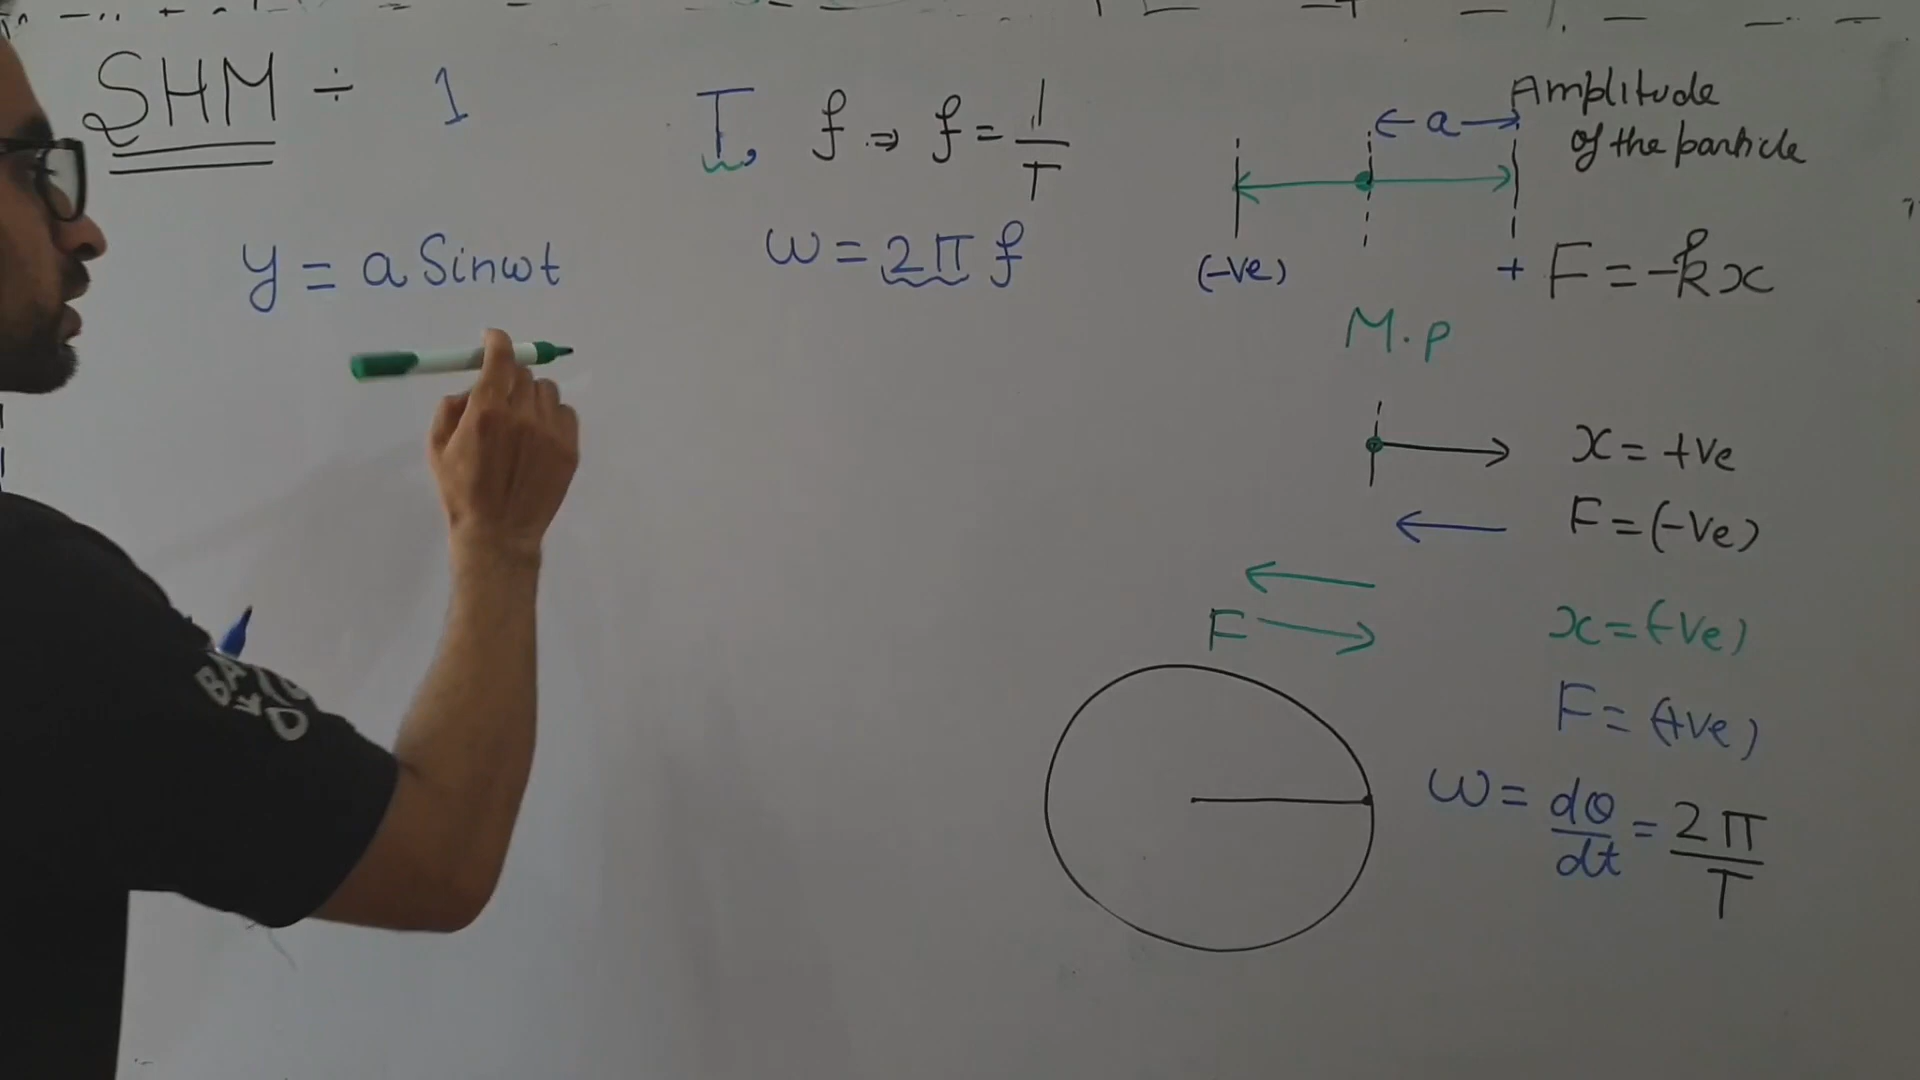 SHM ÷ 1
y = a Sinωt
T, f ⇒ f = 1/T
ω = 2π f
← a →
Amplitude
of the particle
(-ve)
+
F = -kx
M.p
x = +ve
F = (-ve)
F
x = (-ve)
F = (+ve)
ω = dθ/dt = 2π/T